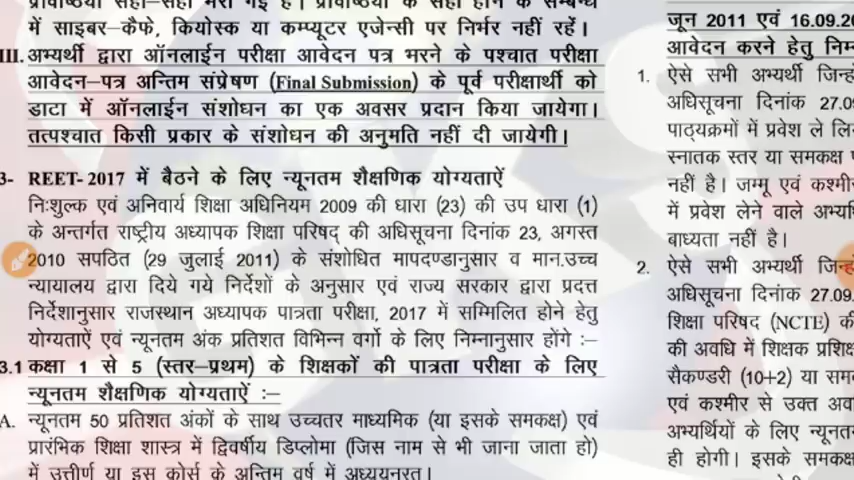 प्रविष्ठियाँ सही-सही भरी गई हैं। प्रविष्ठियों के सही होने के सम्बन्ध
में साइबर-कैफे, कियोस्क या कम्प्यूटर एजेन्सी पर निर्भर नहीं रहें।
III. अभ्यर्थी द्वारा ऑनलाईन परीक्षा आवेदन पत्र भरने के पश्चात परीक्षा
आवेदन–पत्र अन्तिम संप्रेषण (Final Submission) के पूर्व परीक्षार्थी को
डाटा में ऑनलाईन संशोधन का एक अवसर प्रदान किया जायेगा।
तत्पश्चात किसी प्रकार के संशोधन की अनुमति नहीं दी जायेगी।
3- REET- 2017 में बैठने के लिए न्यूनतम शैक्षणिक योग्यताऐं
निःशुल्क एवं अनिवार्य शिक्षा अधिनियम 2009 की धारा (23) की उप धारा (1)
के अन्तर्गत राष्ट्रीय अध्यापक शिक्षा परिषद् की अधिसूचना दिनांक 23, अगस्त
2010 सपठित (29 जुलाई 2011) के संशोधित मापदण्डानुसार व मान.उच्च
न्यायालय द्वारा दिये गये निर्देशों के अनुसार एवं राज्य सरकार द्वारा प्रदत्त
निर्देशानुसार राजस्थान अध्यापक पात्रता परीक्षा, 2017 में सम्मिलित होने हेतु
योग्यताऐं एवं न्यूनतम अंक प्रतिशत विभिन्न वर्गो के लिए निम्नानुसार होंगे :–
3.1 कक्षा 1 से 5 (स्तर–प्रथम) के शिक्षकों की पात्रता परीक्षा के लिए
न्यूनतम शैक्षणिक योग्यताऐं :–
A. न्यूनतम 50 प्रतिशत अंकों के साथ उच्चतर माध्यमिक (या इसके समकक्ष) एवं
प्रारंभिक शिक्षा शास्त्र में द्विवर्षीय डिप्लोमा (जिस नाम से भी जाना जाता हो)
में उत्तीर्ण या इस कोर्स के अन्तिम वर्ष में अध्ययनरत।
जून 2011 एवं 16.09.20
आवेदन करने हेतु निम्न
1. ऐसे सभी अभ्यर्थी जिन्हो
अधिसूचना दिनांक 27.09
पाठ्यक्रमों में प्रवेश ले लि
स्नातक स्तर या समकक्ष
नहीं है। जम्मू एवं कश्मीर
में प्रवेश लेने वाले अभ्यर्थि
बाध्यता नहीं है।
2. ऐसे सभी अभ्यर्थी जिन्हो
अधिसूचना दिनांक 27.09.
शिक्षा परिषद (NCTE) की
की अवधि में शिक्षक प्रशिक्ष
सैकण्डरी (10+2) या सम
एवं कश्मीर से उक्त अव
अभ्यर्थियों के लिए न्यूनत
ही होगी। इसके समकक्ष